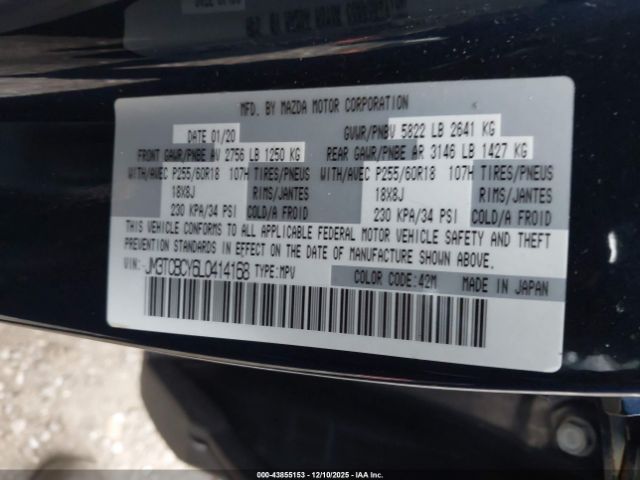 MFD. BY MAZDA MOTOR CORPORATION
DATE 01/20
GVWR/PNBV 5822 LB 2641 KG
FRONT GAWR/PNBE AV 2756 LB 1250 KG
REAR GAWR/PNBE AR 3146 LB 1427 KG
WITH/AVEC P255/60R18 107H TIRES/PNEUS
18X8J RIMS/JANTES
230 KPA/34 PSI COLD/A FROID
WITH/AVEC P255/60R18 107H TIRES/PNEUS
18X8J RIMS/JANTES
230 KPA/34 PSI COLD/A FROID
THIS VEHICLE CONFORMS TO ALL APPLICABLE FEDERAL MOTOR VEHICLE SAFETY AND THEFT
PREVENTION STANDARDS IN EFFECT ON THE DATE OF MANUFACTURE SHOWN ABOVE.
VIN: JM3TCBCY6L0414168 TYPE:MPV
COLOR CODE:42M MADE IN JAPAN
000-43855153 | 12/10/2025 | IAA Inc.